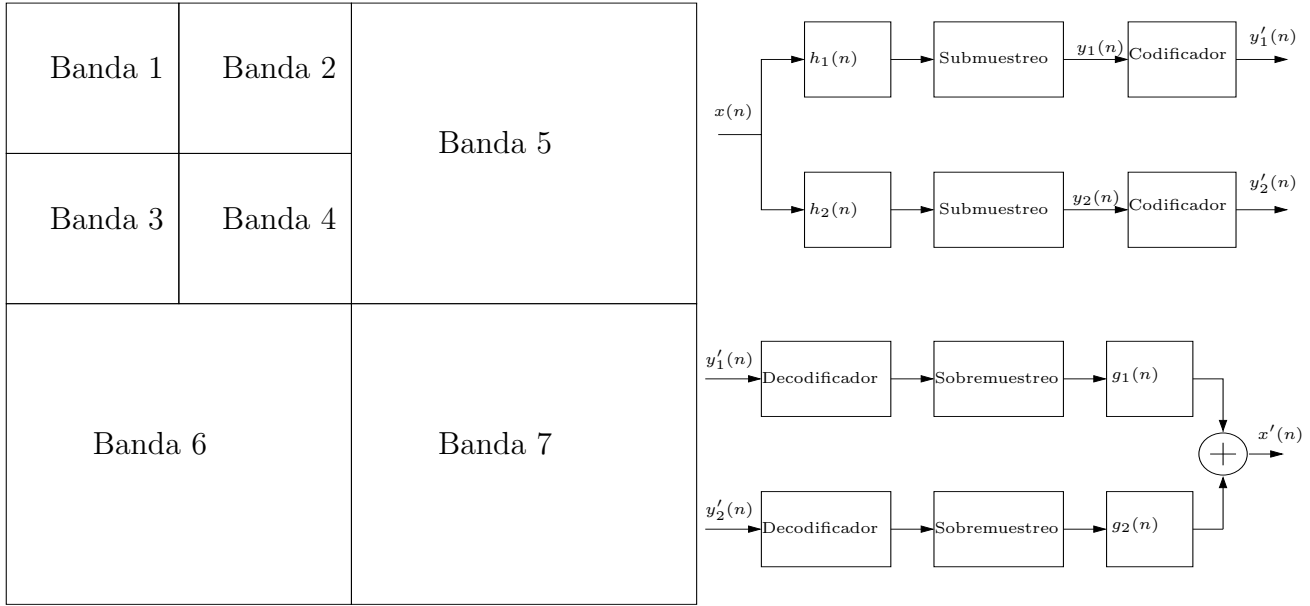 Banda 1
Banda 2
Banda 5
Banda 3
Banda 4
Banda 6
Banda 7
x(n)
h₁(n)
Submuestreo
y₁(n)
Codificador
y′₁(n)
h₂(n)
Submuestreo
y₂(n)
Codificador
y′₂(n)
y′₁(n)
Decodificador
Sobremuestreo
g₁(n)
+
x′(n)
y′₂(n)
Decodificador
Sobremuestreo
g₂(n)